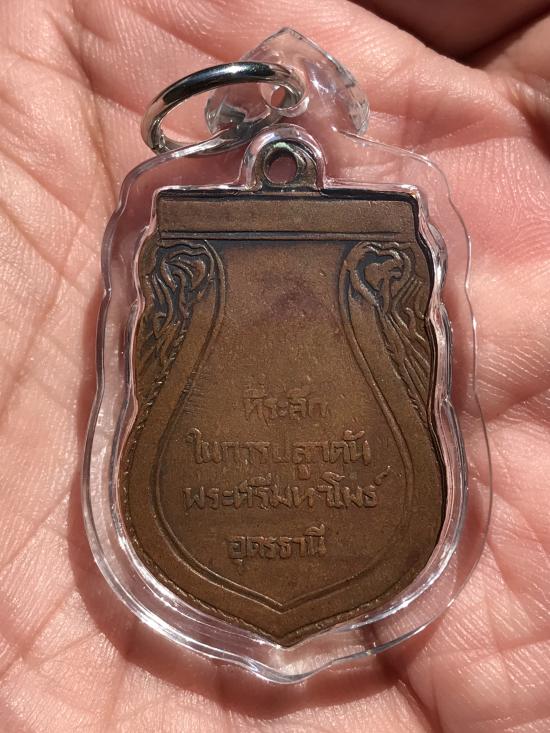 ที่ระลึก
ในการปลูกต้น
พระศรีมหาโพธิ์
อุดรธานี